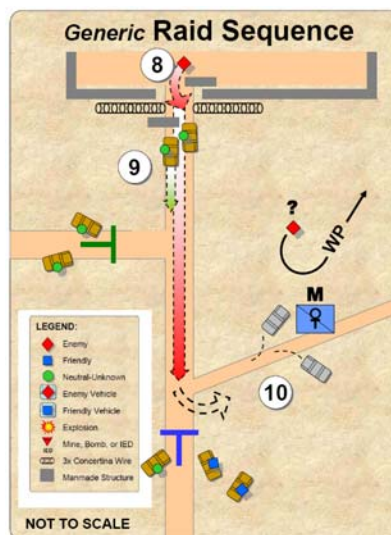 Generic Raid Sequence
8
9
?
WP
M
10
LEGEND:
Enemy
Friendly
Neutral-Unknown
Enemy Vehicle
Friendly Vehicle
Explosion
IED
Mine, Bomb, or IED
3x Concertina Wire
Manmade Structure
NOT TO SCALE